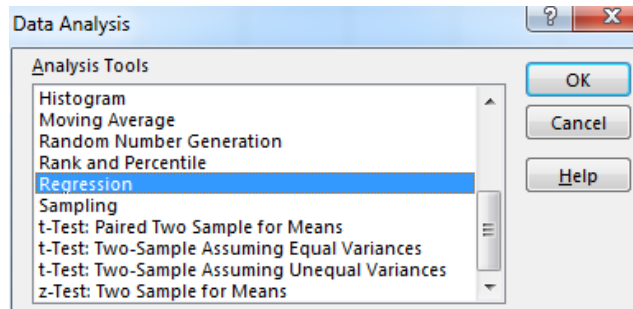 Data Analysis
?
X
Analysis Tools
Histogram
Moving Average
Random Number Generation
Rank and Percentile
Regression
Sampling
t-Test: Paired Two Sample for Means
t-Test: Two-Sample Assuming Equal Variances
t-Test: Two-Sample Assuming Unequal Variances
z-Test: Two Sample for Means
OK
Cancel
Help